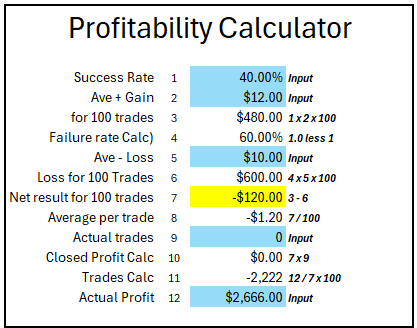 Profitability Calculator
Success Rate 1 40.00% Input
Ave + Gain 2 $12.00 Input
for 100 trades 3 $480.00 1 x 2 x 100
Failure rate Calc) 4 60.00% 1.0 less 1
Ave - Loss 5 $10.00 Input
Loss for 100 Trades 6 $600.00 4 x 5 x 100
Net result for 100 trades 7 -$120.00 3 - 6
Average per trade 8 -$1.20 7 / 100
Actual trades 9 0 Input
Closed Profit Calc 10 $0.00 7 x 9
Trades Calc 11 -2,222 12 / 7 x 100
Actual Profit 12 $2,666.00 Input